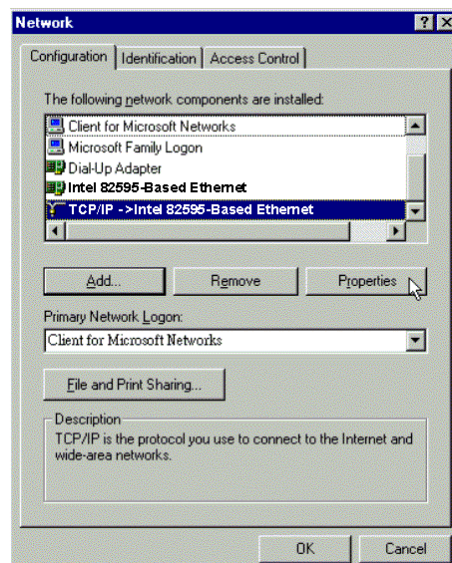 Network
Configuration Identification Access Control
The following network components are installed:
Client for Microsoft Networks
Microsoft Family Logon
Dial-Up Adapter
Intel 82595-Based Ethernet
TCP/IP ->Intel 82595-Based Ethernet
Add... Remove Properties
Primary Network Logon:
Client for Microsoft Networks
File and Print Sharing...
Description
TCP/IP is the protocol you use to connect to the Internet and
wide-area networks.
OK Cancel